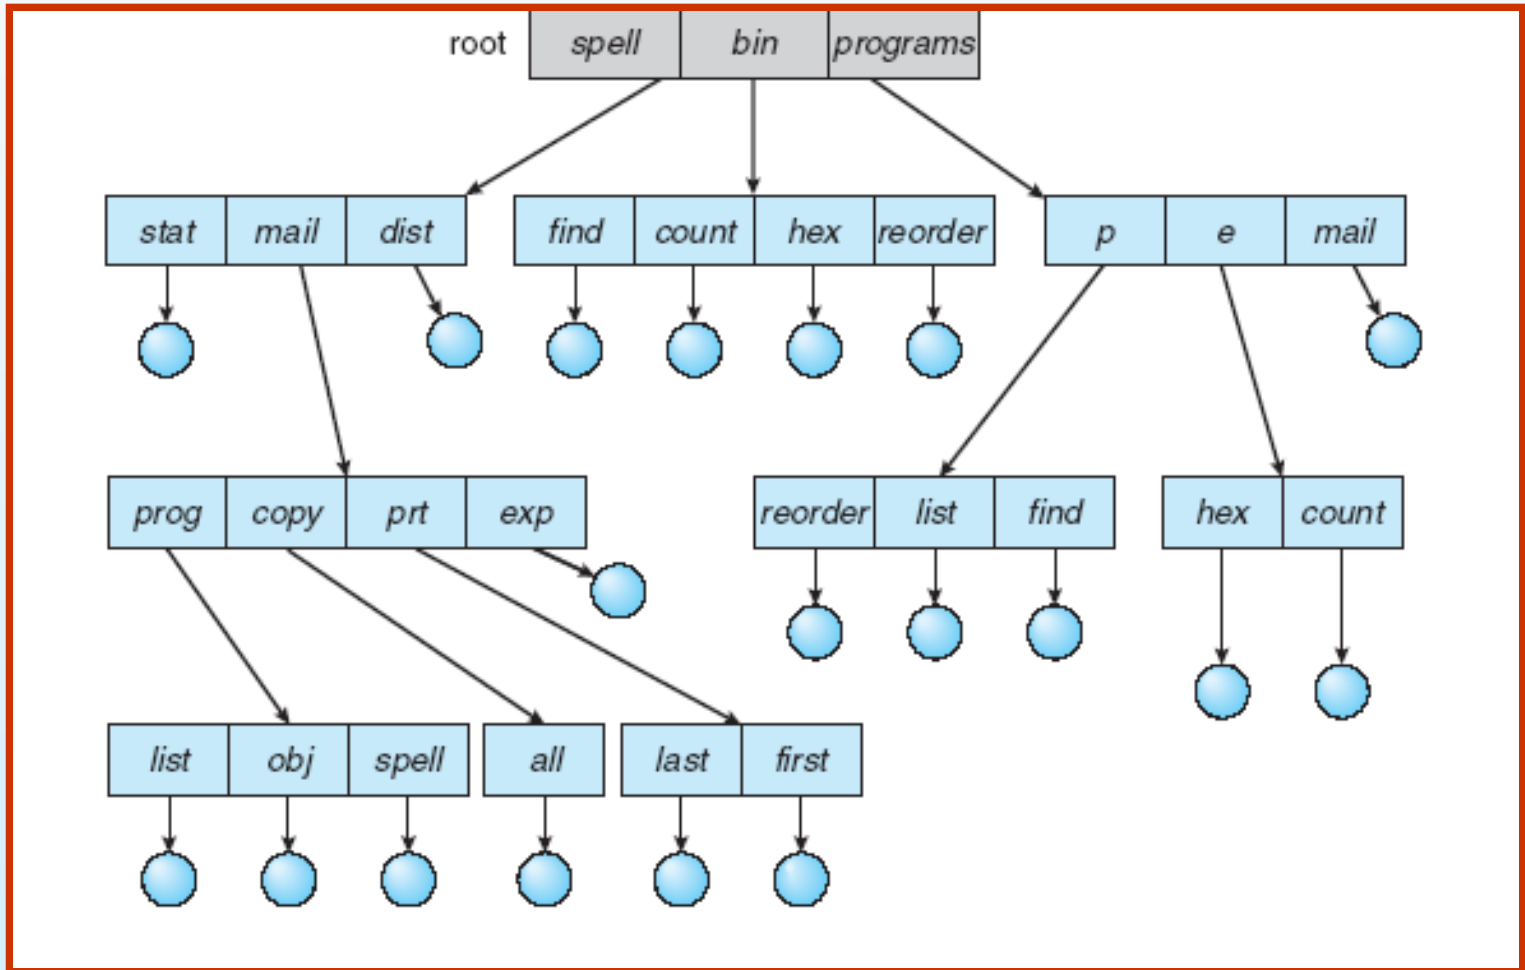 root spell bin programs
stat mail dist find count hex reorder p e mail
prog copy prt exp reorder list find hex count
list obj spell all last first